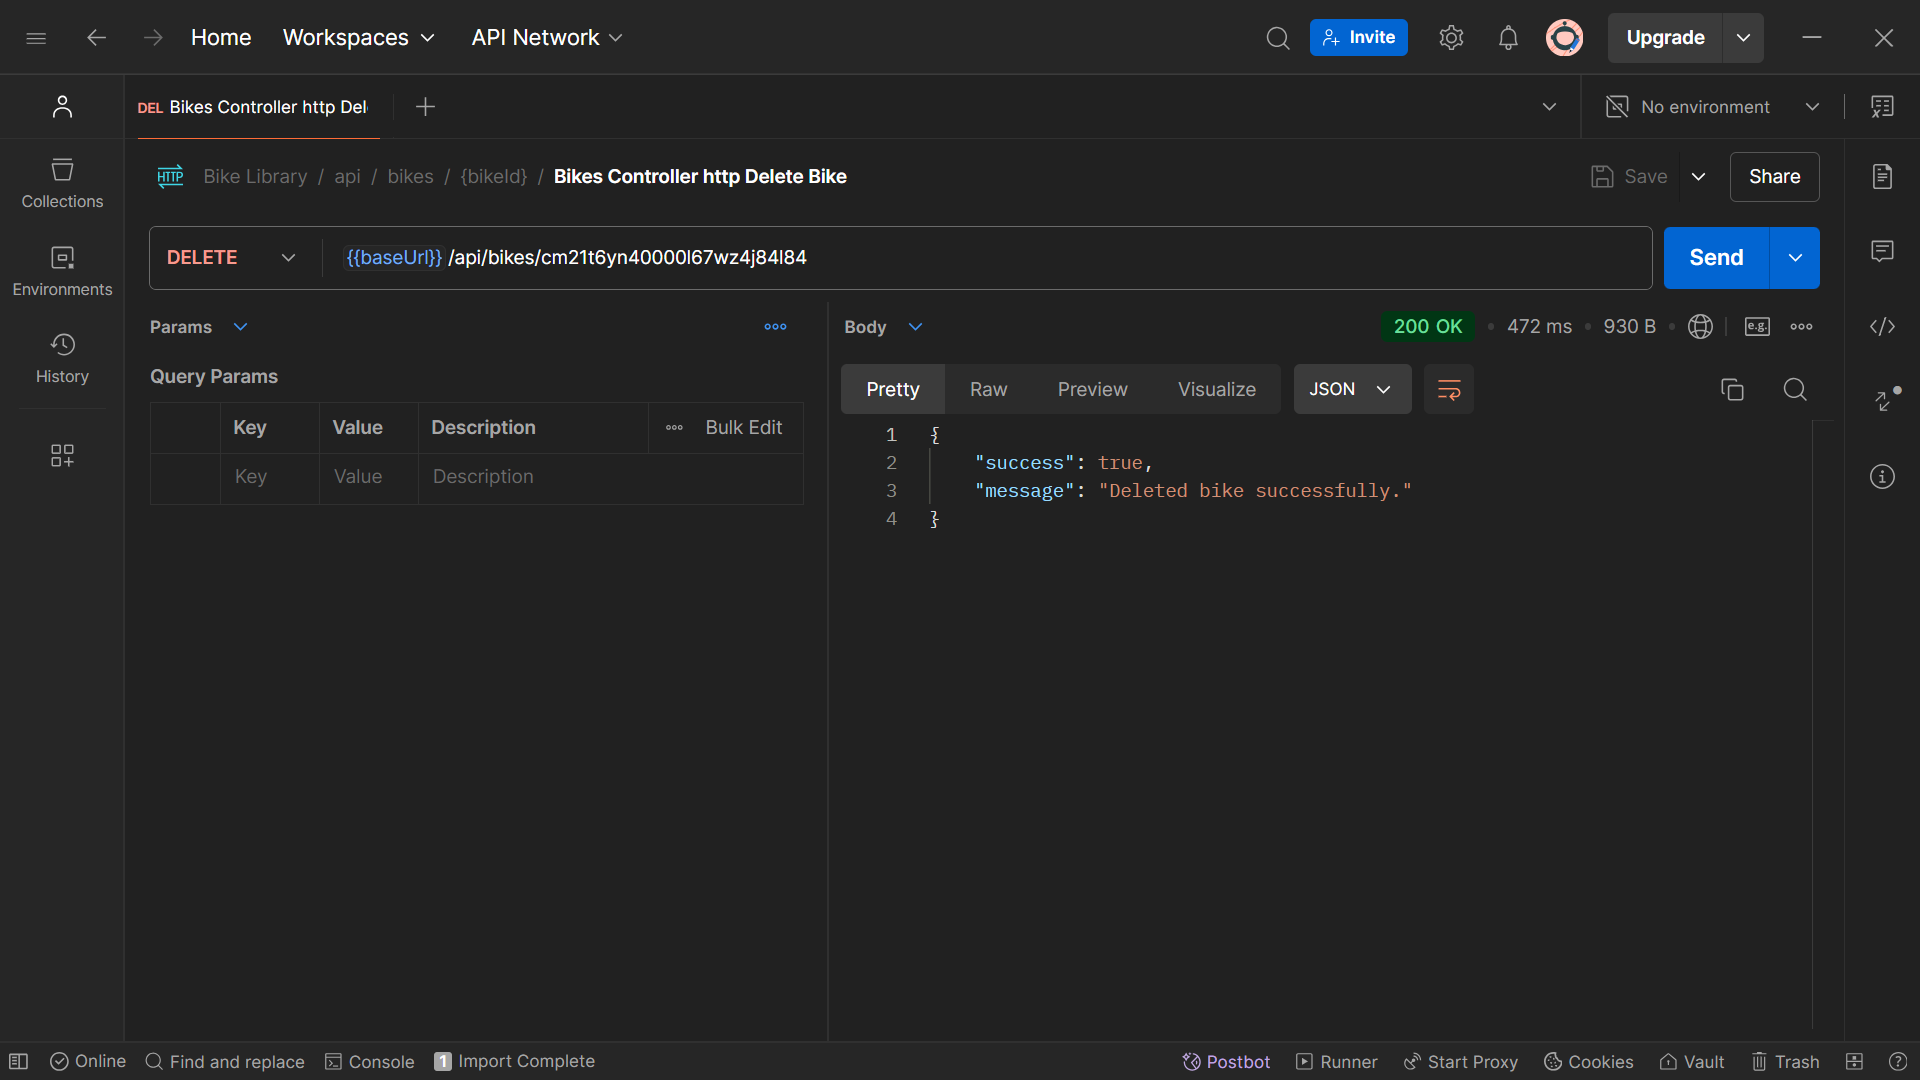 Home Workspaces API Network Invite Upgrade
DEL Bikes Controller http Del No environment
HTTP Bike Library / api / bikes / {bikeId} / Bikes Controller http Delete Bike Save Share
Collections
DELETE {{baseUrl}} /api/bikes/cm21t6yn40000l67wz4j84l84 Send
Environments
Params Body 200 OK 472 ms 930 B e.g.
History
Query Params Pretty Raw Preview Visualize JSON
Key Value Description Bulk Edit
Key Value Description
1 {
2 "success": true,
3 "message": "Deleted bike successfully."
4 }
Online Find and replace Console 1 Import Complete Postbot Runner Start Proxy Cookies Vault Trash